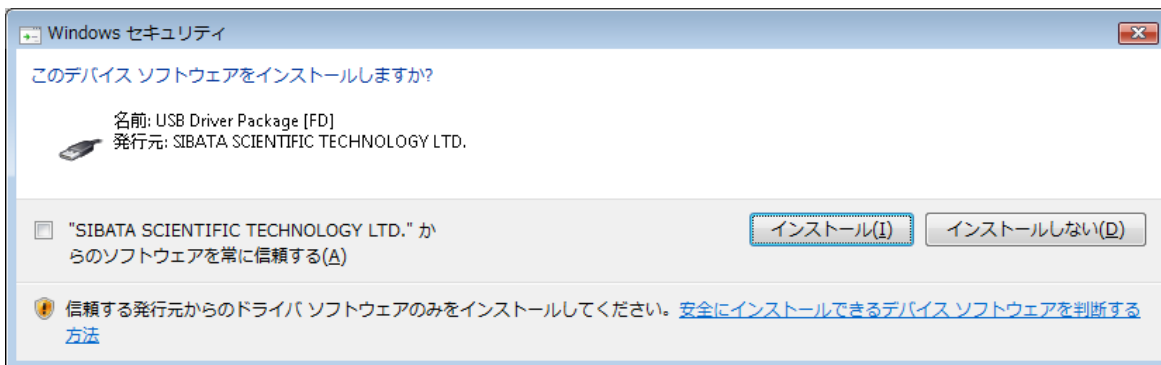 Windows セキュリティ
このデバイス ソフトウェアをインストールしますか?
名前: USB Driver Package [FD]
発行元: SIBATA SCIENTIFIC TECHNOLOGY LTD.
"SIBATA SCIENTIFIC TECHNOLOGY LTD." か
らのソフトウェアを常に信頼する(A)
インストール(I)
インストールしない(D)
信頼する発行元からのドライバ ソフトウェアのみをインストールしてください。安全にインストールできるデバイス ソフトウェアを判断する
方法